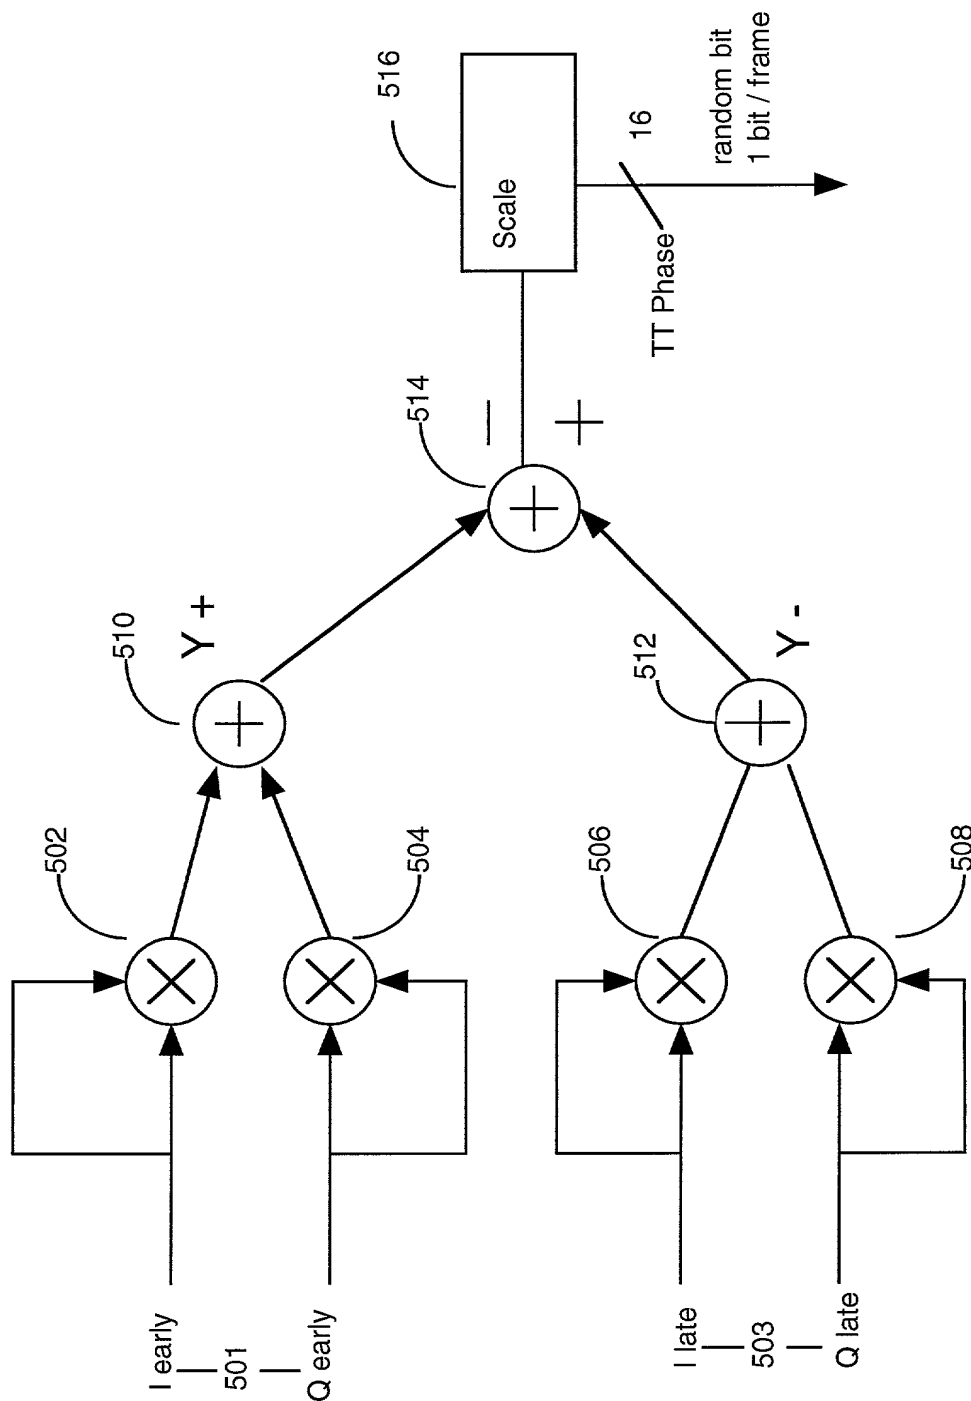 I early
501
Q early
I late
503
Q late
502
504
506
508
510
512
Y +
Y -
514
− +
516
Scale
TT Phase
16
random bit
1 bit / frame